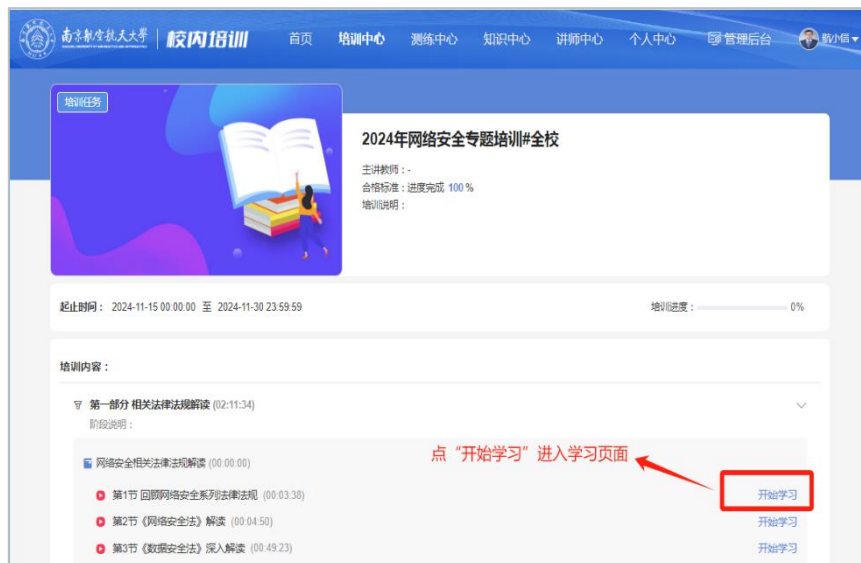 南京航空航天大学 校内培训 首页 培训中心 测练中心 知识中心 讲师中心 个人中心 管理后台 航小信
培训任务
2024年网络安全专题培训#全校
主讲教师：-
合格标准：进度完成 100 %
培训说明：
起止时间： 2024-11-15 00:00:00 至 2024-11-30 23:59:59 培训进度： 0%
培训内容：
第一部分 相关法律法规解读 (02:11:34)
阶段说明：
点“开始学习”进入学习页面
网络安全相关法律法规解读 (00:00:00)
第1节 回顾网络安全系列法律法规 (00:03:38) 开始学习
第2节《网络安全法》解读 (00:04:50) 开始学习
第3节《数据安全法》深入解读 (00:49:23) 开始学习